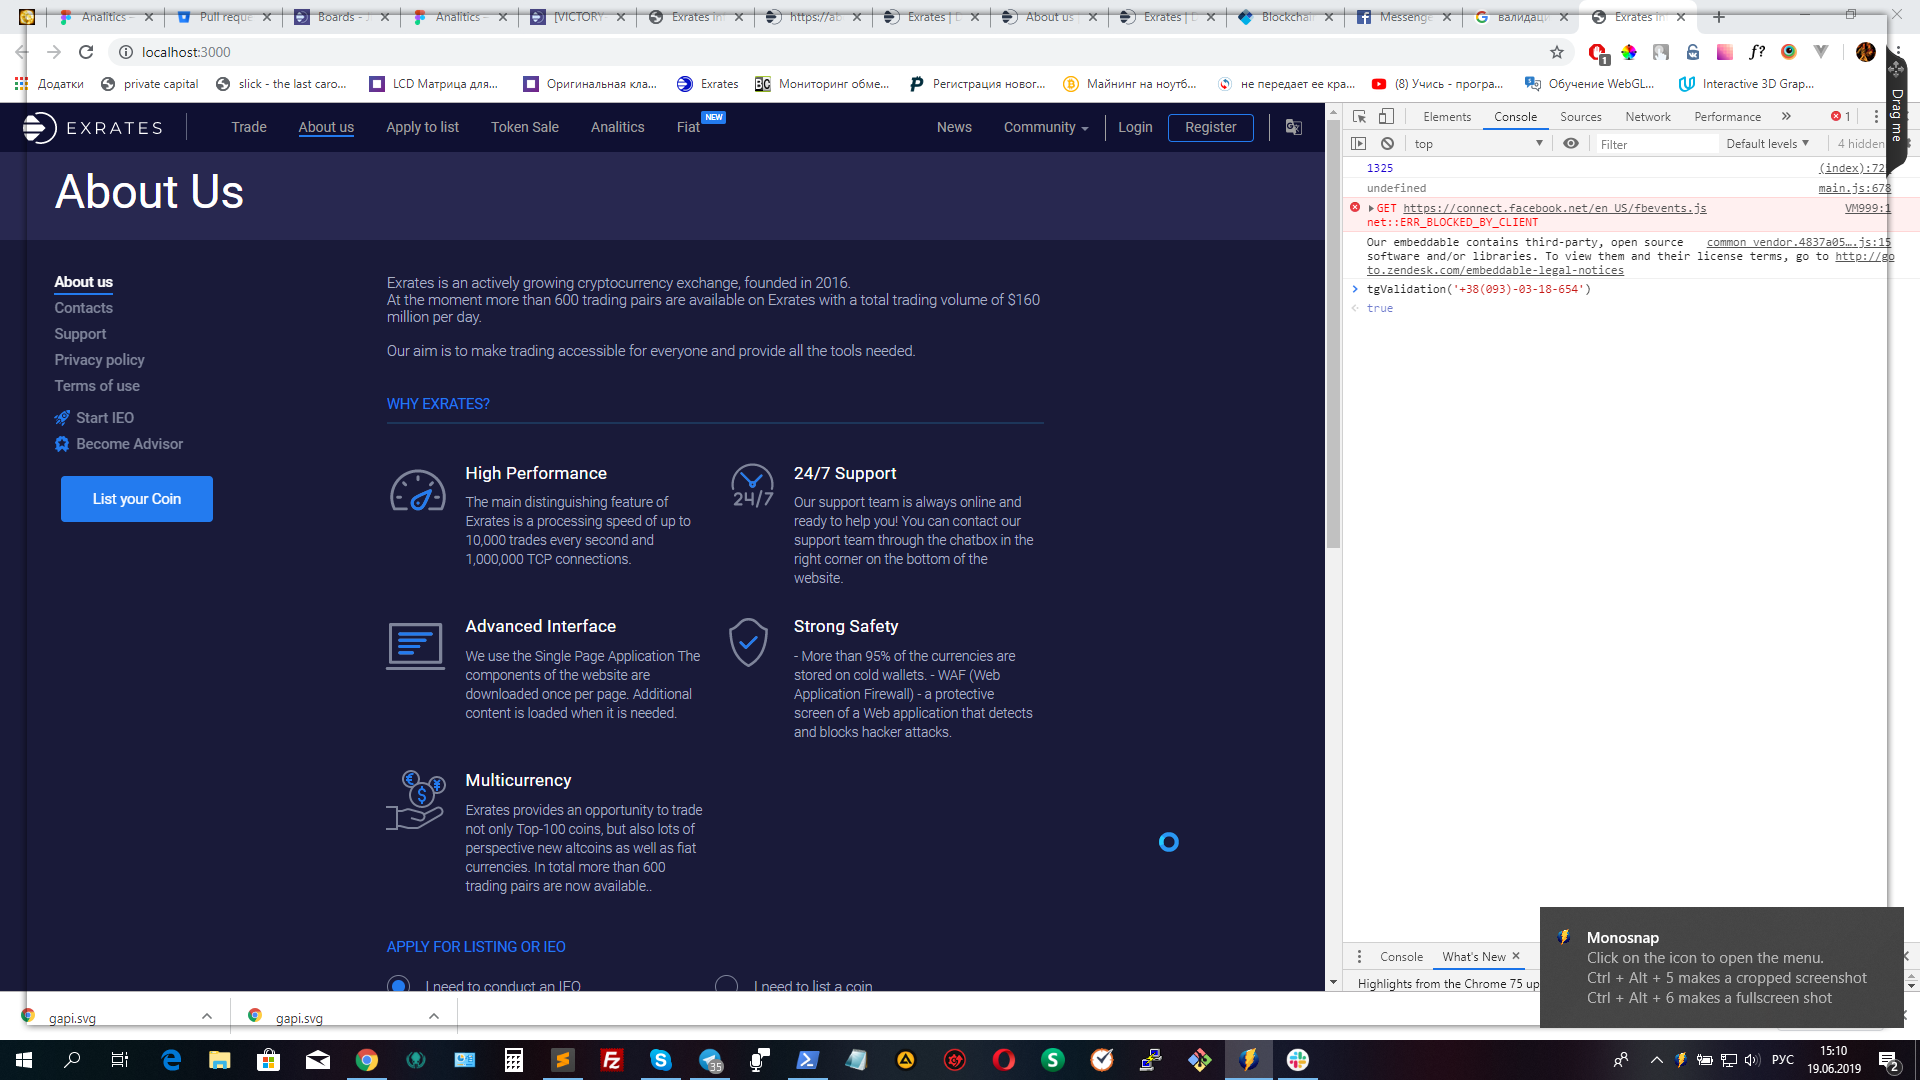 Analitics –
Pull reque
Boards - J
Analitics –
[VICTORY-
Exrates inf
https://ab
Exrates | D
About us
Exrates | D
Blockchain
Messenge
валидаци
Exrates inf
localhost:3000
1
f?
Додатки
private capital
slick - the last caro...
LCD Матрица для...
Оригинальная кла...
Exrates
BC Мониторинг обме...
Регистрация новог...
Майнинг на ноутб...
не передает ее кра...
(8) Учись - програ...
Обучение WebGL...
Interactive 3D Grap...
Drag me
EXRATES
Trade
About us
Apply to list
Token Sale
Analitics
Fiat
NEW
News
Community
Login
Register
About Us
About us
Contacts
Support
Privacy policy
Terms of use
Start IEO
Become Advisor
List your Coin
Exrates is an actively growing cryptocurrency exchange, founded in 2016.
At the moment more than 600 trading pairs are available on Exrates with a total trading volume of $160
million per day.
Our aim is to make trading accessible for everyone and provide all the tools needed.
WHY EXRATES?
High Performance
The main distinguishing feature of
Exrates is a processing speed of up to
10,000 trades every second and
1,000,000 TCP connections.
24/7
24/7 Support
Our support team is always online and
ready to help you! You can contact our
support team through the chatbox in the
right corner on the bottom of the
website.
Advanced Interface
We use the Single Page Application The
components of the website are
downloaded once per page. Additional
content is loaded when it is needed.
Strong Safety
- More than 95% of the currencies are
stored on cold wallets. - WAF (Web
Application Firewall) - a protective
screen of a Web application that detects
and blocks hacker attacks.
Multicurrency
Exrates provides an opportunity to trade
not only Top-100 coins, but also lots of
perspective new altcoins as well as fiat
currencies. In total more than 600
trading pairs are now available..
APPLY FOR LISTING OR IEO
I need to conduct an IEO
I need to list a coin
Elements
Console
Sources
Network
Performance
»
1
top
Filter
Default levels
4 hidden
1325
(index):72
undefined
main.js:678
GET https://connect.facebook.net/en_US/fbevents.js
VM999:1
net::ERR_BLOCKED_BY_CLIENT
Our embeddable contains third-party, open source
common_vendor.4837a05….js:15
software and/or libraries. To view them and their license terms, go to http://go
to.zendesk.com/embeddable-legal-notices
tgValidation('+38(093)-03-18-654')
true
Console
What's New
Highlights from the Chrome 75 up
Monosnap
Click on the icon to open the menu.
Ctrl + Alt + 5 makes a cropped screenshot
Ctrl + Alt + 6 makes a fullscreen shot
gapi.svg
gapi.svg
35
РУС
15:10
19.06.2019
2